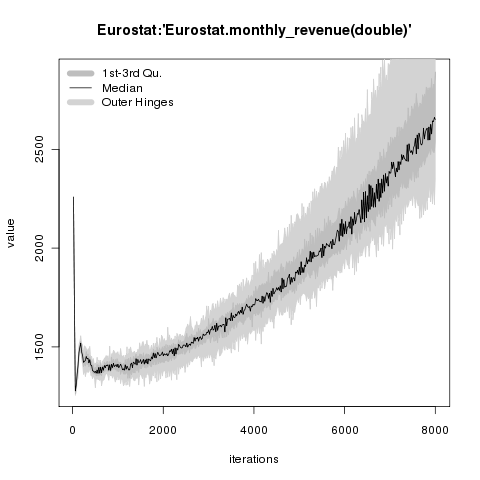 Eurostat:'Eurostat.monthly_revenue(double)'
1st-3rd Qu.
Median
Outer Hinges
value
2500
2000
1500
0 2000 4000 6000 8000
iterations